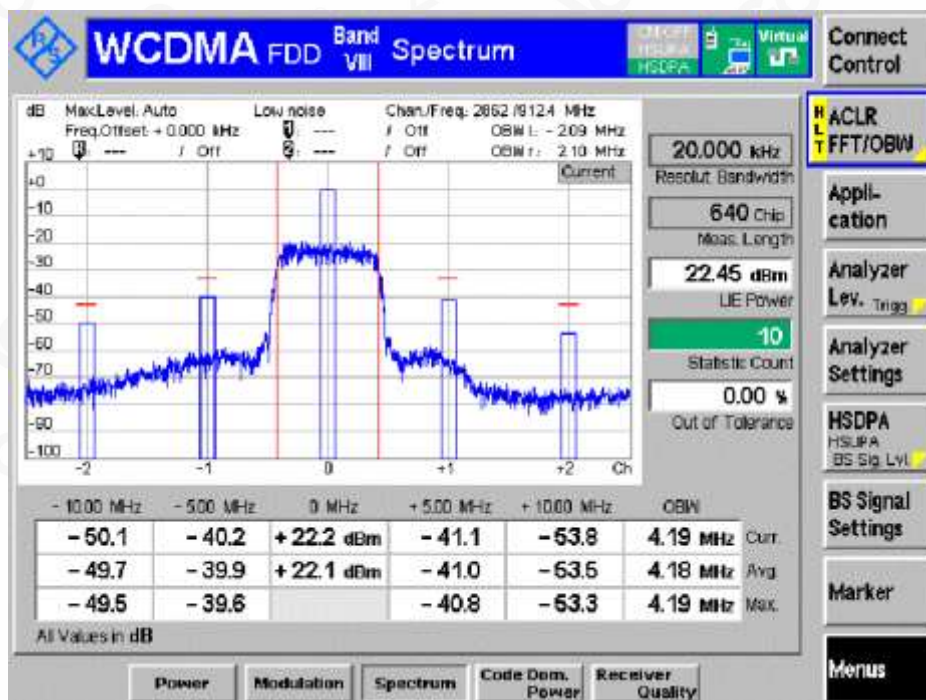 WCDMA FDD Band VIII Spectrum
HSDPA
Virtual
Connect Control
dB Max.Level: Auto Low noise Chan./Freq.: 2862 / 912.4 MHz
Freq.Offset: + 0.000 kHz 1: --- / Off OBW l: - 2.09 MHz
--- / Off 2: --- / Off OBW r: 2.10 MHz
Current
+10
+0
-10
-20
-30
-40
-50
-60
-70
-90
-100
-2 -1 0 +1 +2 Ch
20.000 kHz
Resolut. Bandwidth
640 Chip
Meas. Length
22.45 dBm
UE Power
10
Statistic Count
0.00 %
Out of Tolerance
- 10.00 MHz - 5.00 MHz 0 MHz + 5.00 MHz + 10.00 MHz OBW
- 50.1 - 40.2 + 22.2 dBm - 41.1 - 53.8 4.19 MHz Curr.
- 49.7 - 39.9 + 22.1 dBm - 41.0 - 53.5 4.18 MHz Avg.
- 49.5 - 39.6 - 40.8 - 53.3 4.19 MHz Max.
All Values in dB
H L T
ACLR
FFT/OBW
Appli-
cation
Analyzer
Lev. Trigg
Analyzer
Settings
HSDPA
HSUPA
BS Sig. Lvl.
BS Signal
Settings
Marker
Menus
Power Modulation Spectrum Code Dom. Power Receiver Quality